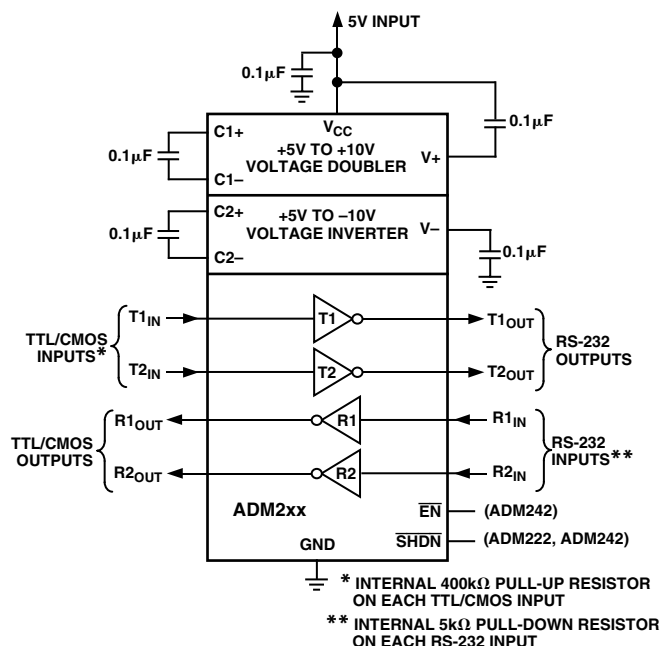 5V INPUT
0.1µF
0.1µF
VCC
C1+
+5V TO +10V
VOLTAGE DOUBLER
V+
0.1µF
C1–
C2+
+5V TO –10V
VOLTAGE INVERTER
V–
0.1µF
C2–
0.1µF
TTL/CMOS
INPUTS*
T1IN
T1
T1OUT
T2IN
T2
T2OUT
RS-232
OUTPUTS
TTL/CMOS
OUTPUTS
R1OUT
R1
R1IN
R2OUT
R2
R2IN
RS-232
INPUTS**
ADM2xx
EN
(ADM242)
GND
SHDN
(ADM222, ADM242)
* INTERNAL 400kΩ PULL-UP RESISTOR
ON EACH TTL/CMOS INPUT
** INTERNAL 5kΩ PULL-DOWN RESISTOR
ON EACH RS-232 INPUT